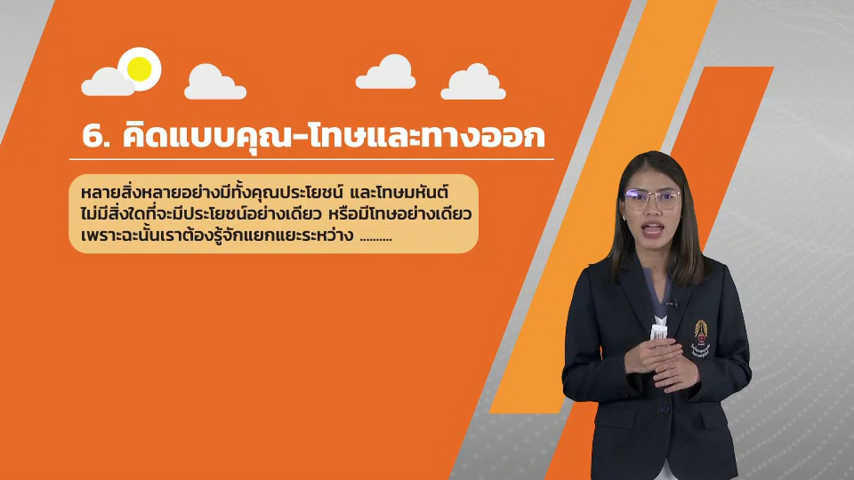 6. คิดแบบคุณ-โทษและทางออก
หลายสิ่งหลายอย่างมีทั้งคุณประโยชน์ และโทษมหันต์
ไม่มีสิ่งใดที่จะมีประโยชน์อย่างเดียว หรือมีโทษอย่างเดียว
เพราะฉะนั้นเราต้องรู้จักแยกแยะระหว่าง ..........